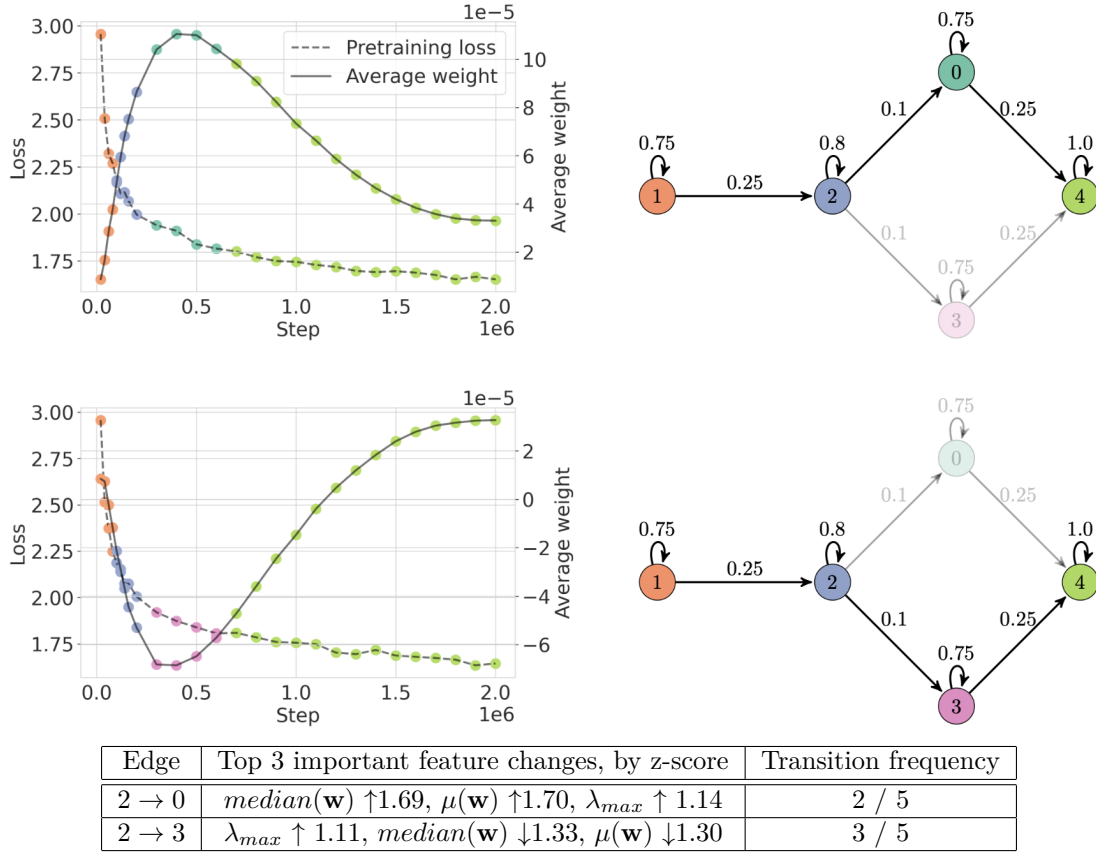 1e−5
3.00
2.75
2.50
2.25
2.00
1.75
Loss
Pretraining loss
Average weight
10
8
6
4
2
Average weight
0.0 0.5 1.0 1.5 2.0
Step 1e6
0.75
0
0.1 0.25
0.75 0.8 1.0
1 0.25 2 4
0.1 0.25
0.75
3
1e−5
3.00
2.75
2.50
2.25
2.00
1.75
Loss
2
0
−2
−4
−6
Average weight
0.0 0.5 1.0 1.5 2.0
Step 1e6
0.75
0
0.1 0.25
0.75 0.8 1.0
1 0.25 2 4
0.1 0.25
0.75
3
Edge Top 3 important feature changes, by z-score Transition frequency
2 → 0 median(w) ↑1.69, μ(w) ↑1.70, λmax ↑ 1.14 2 / 5
2 → 3 λmax ↑ 1.11, median(w) ↓1.33, μ(w) ↓1.30 3 / 5